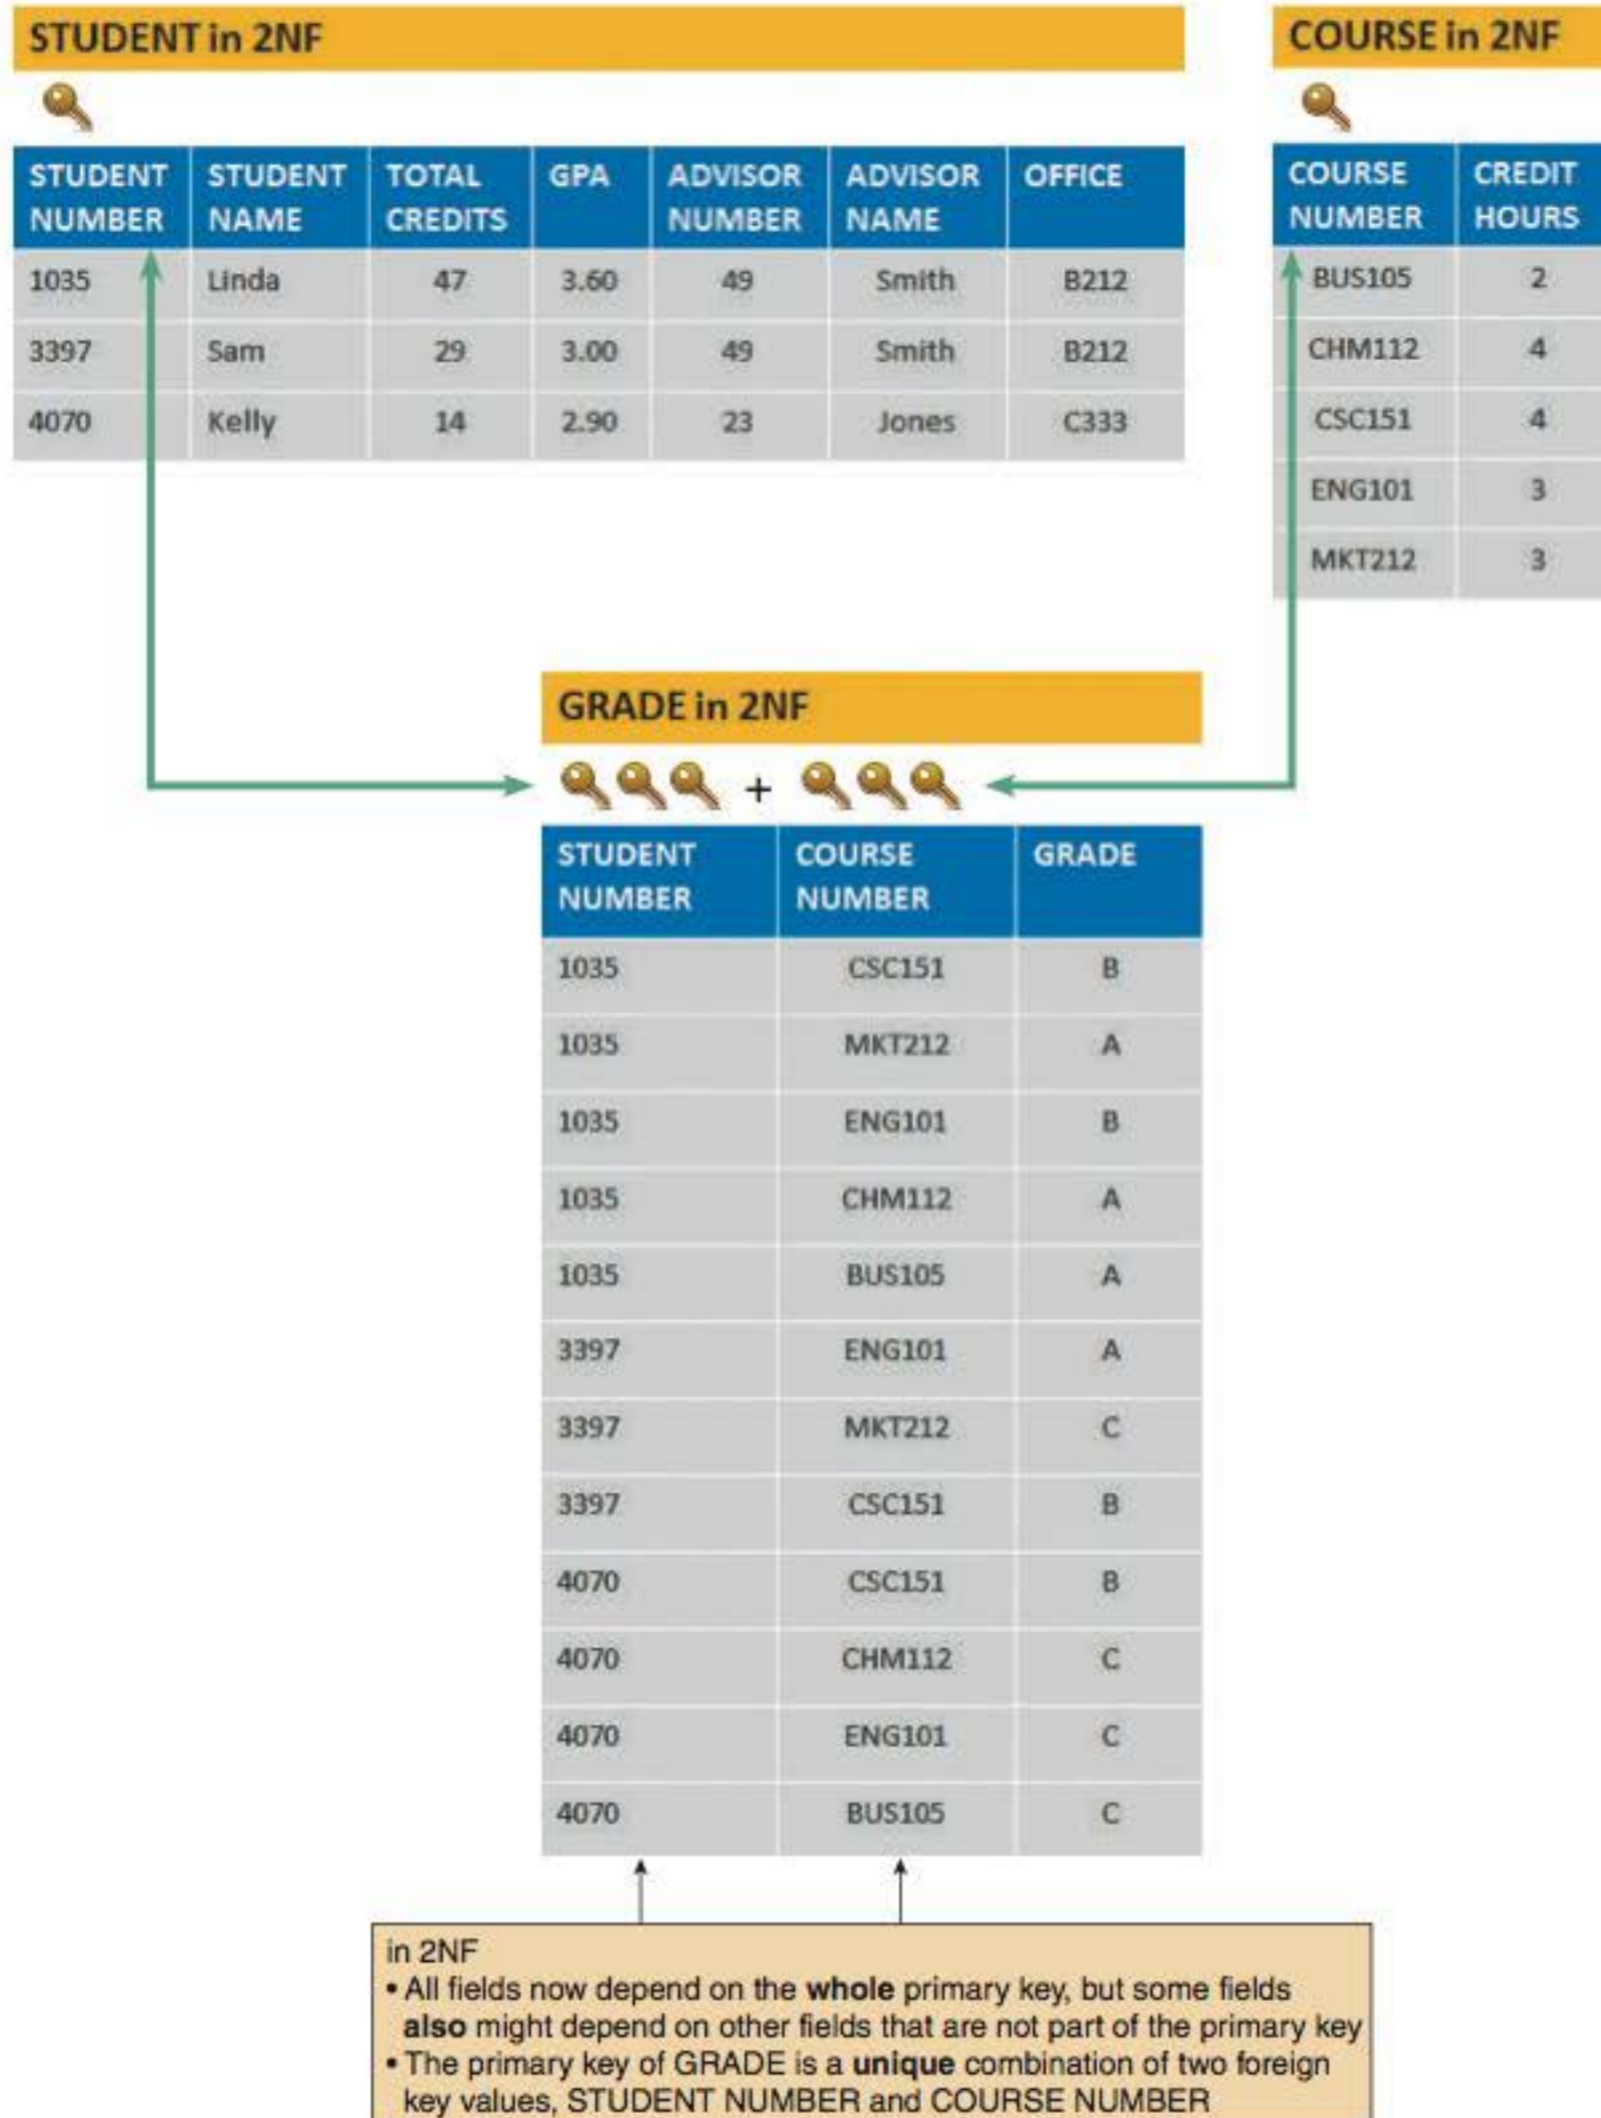 STUDENT in 2NF
STUDENT NUMBER STUDENT NAME TOTAL CREDITS GPA ADVISOR NUMBER ADVISOR NAME OFFICE
1035 Linda 47 3.60 49 Smith B212
3397 Sam 29 3.00 49 Smith B212
4070 Kelly 14 2.90 23 Jones C333
COURSE in 2NF
COURSE NUMBER CREDIT HOURS
BUS105 2
CHM112 4
CSC151 4
ENG101 3
MKT212 3
GRADE in 2NF
+
STUDENT NUMBER COURSE NUMBER GRADE
1035 CSC151 B
1035 MKT212 A
1035 ENG101 B
1035 CHM112 A
1035 BUS105 A
3397 ENG101 A
3397 MKT212 C
3397 CSC151 B
4070 CSC151 B
4070 CHM112 C
4070 ENG101 C
4070 BUS105 C
in 2NF
• All fields now depend on the whole primary key, but some fields
also might depend on other fields that are not part of the primary key
• The primary key of GRADE is a unique combination of two foreign
key values, STUDENT NUMBER and COURSE NUMBER